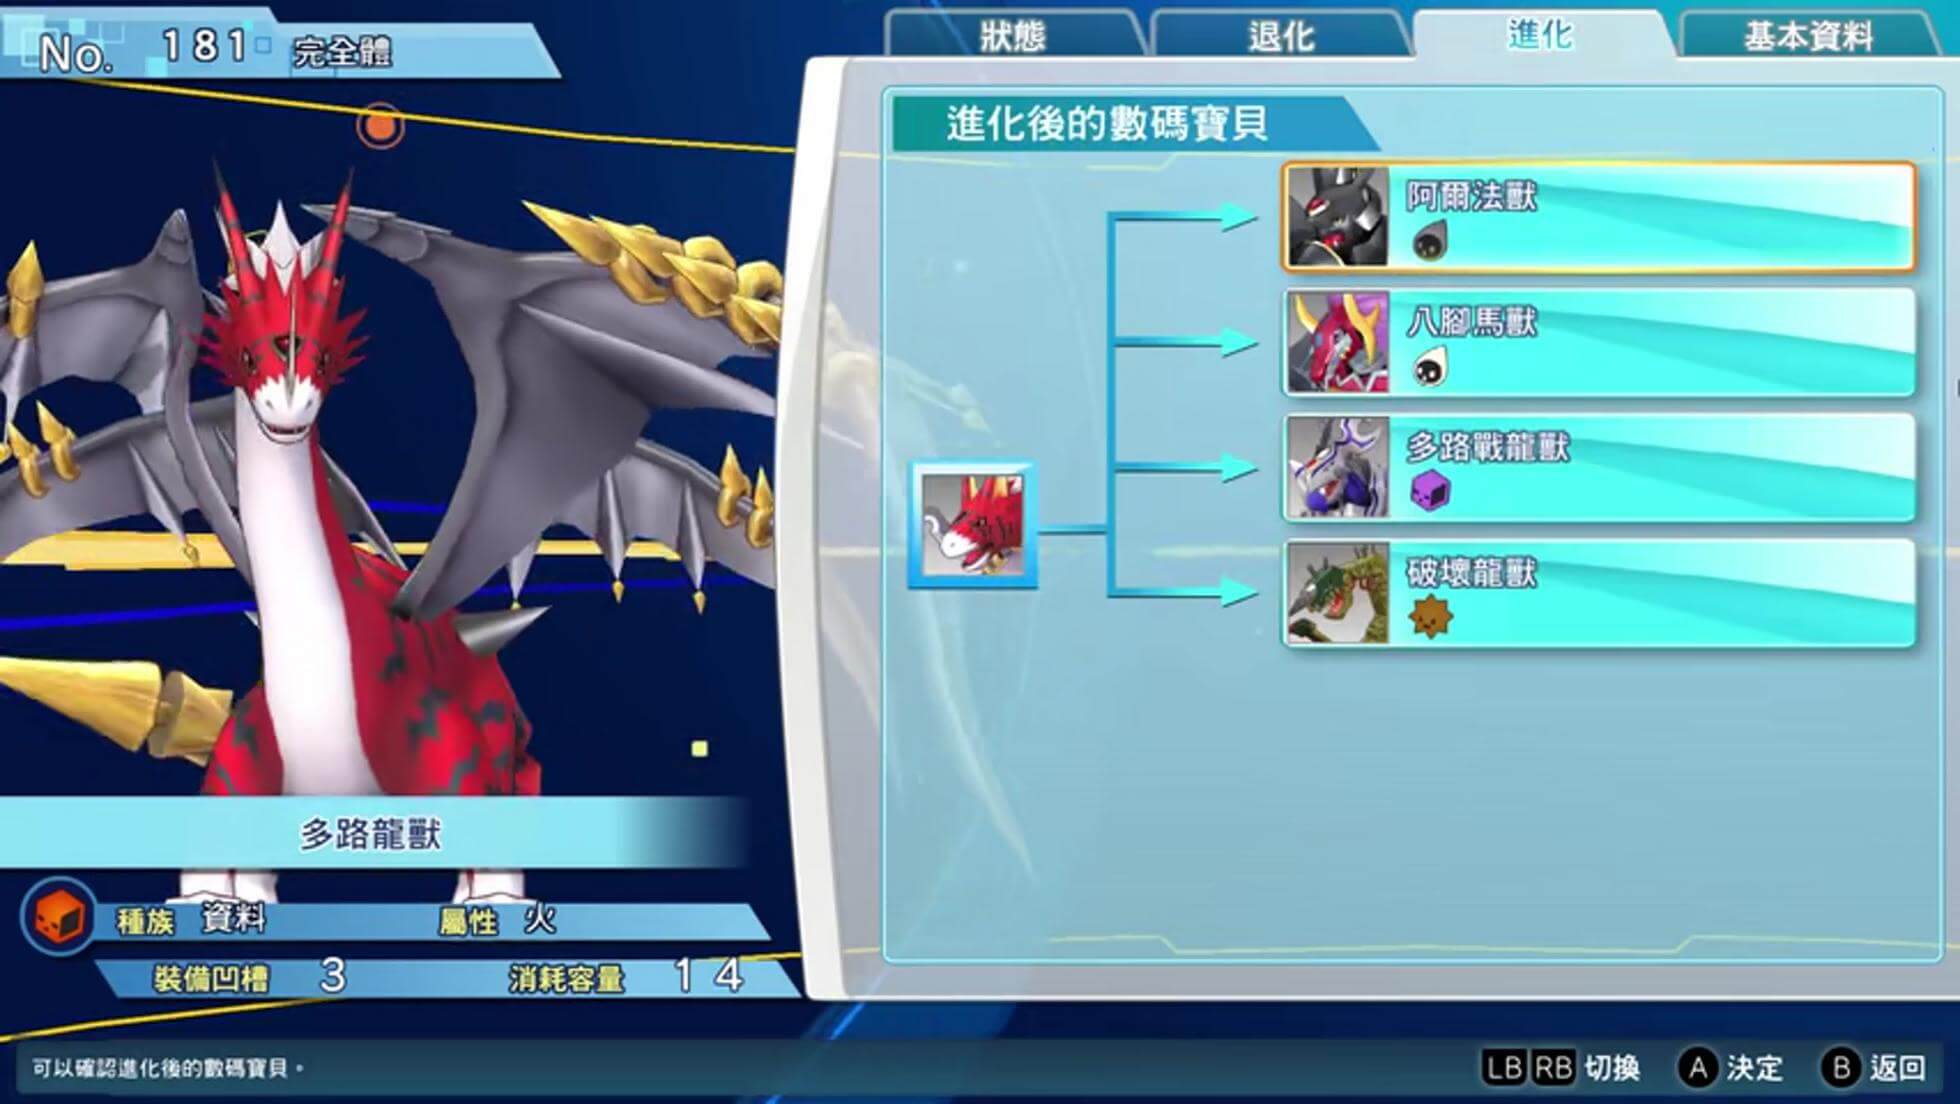 No. 181 完全體
狀態 退化 進化 基本資料
進化後的數碼寶貝
阿爾法獸
八腳馬獸
多路戰龍獸
破壞龍獸
多路龍獸
種族 資料 屬性 火
裝備凹槽 3 消耗容量 14
可以確認進化後的數碼寶貝。
LB RB 切換 A 決定 B 返回